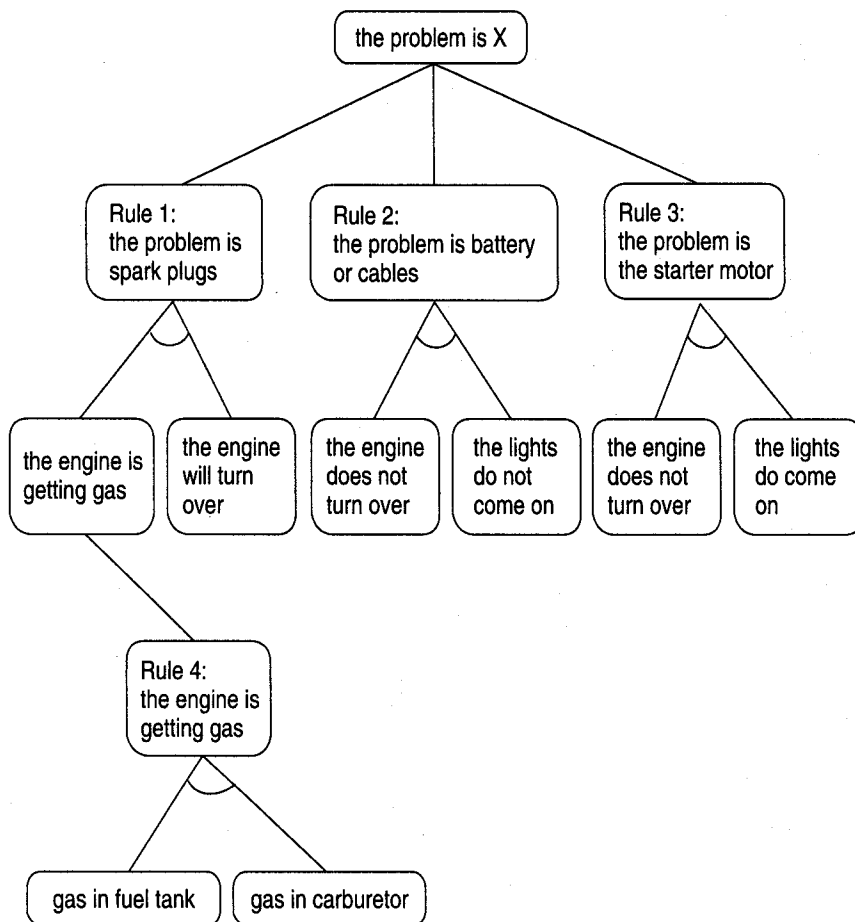 the problem is X
Rule 1:
the problem is
spark plugs
Rule 2:
the problem is battery
or cables
Rule 3:
the problem is
the starter motor
the engine is
getting gas
the engine
will turn
over
the engine
does not
turn over
the lights
do not
come on
the engine
does not
turn over
the lights
do come
on
Rule 4:
the engine is
getting gas
gas in fuel tank
gas in carburetor